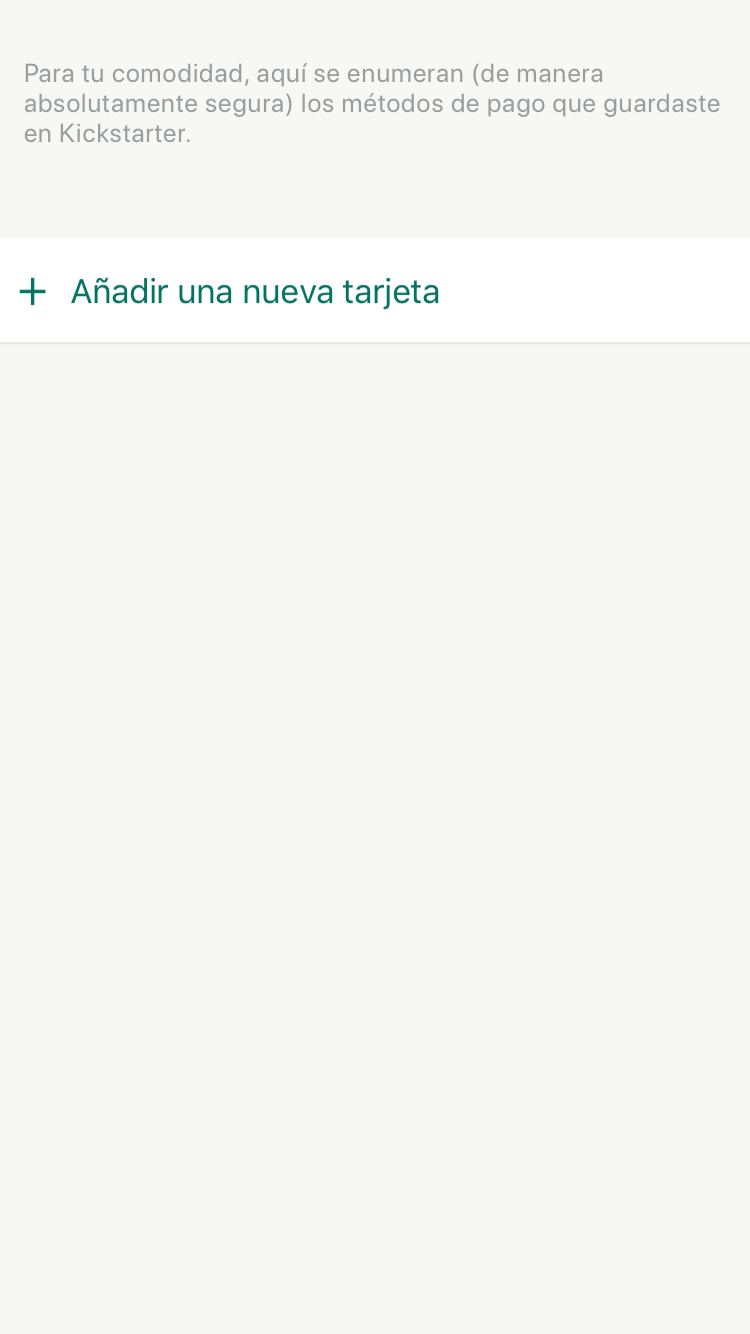 Para tu comodidad, aquí se enumeran (de manera
absolutamente segura) los métodos de pago que guardaste
en Kickstarter.
+ Añadir una nueva tarjeta